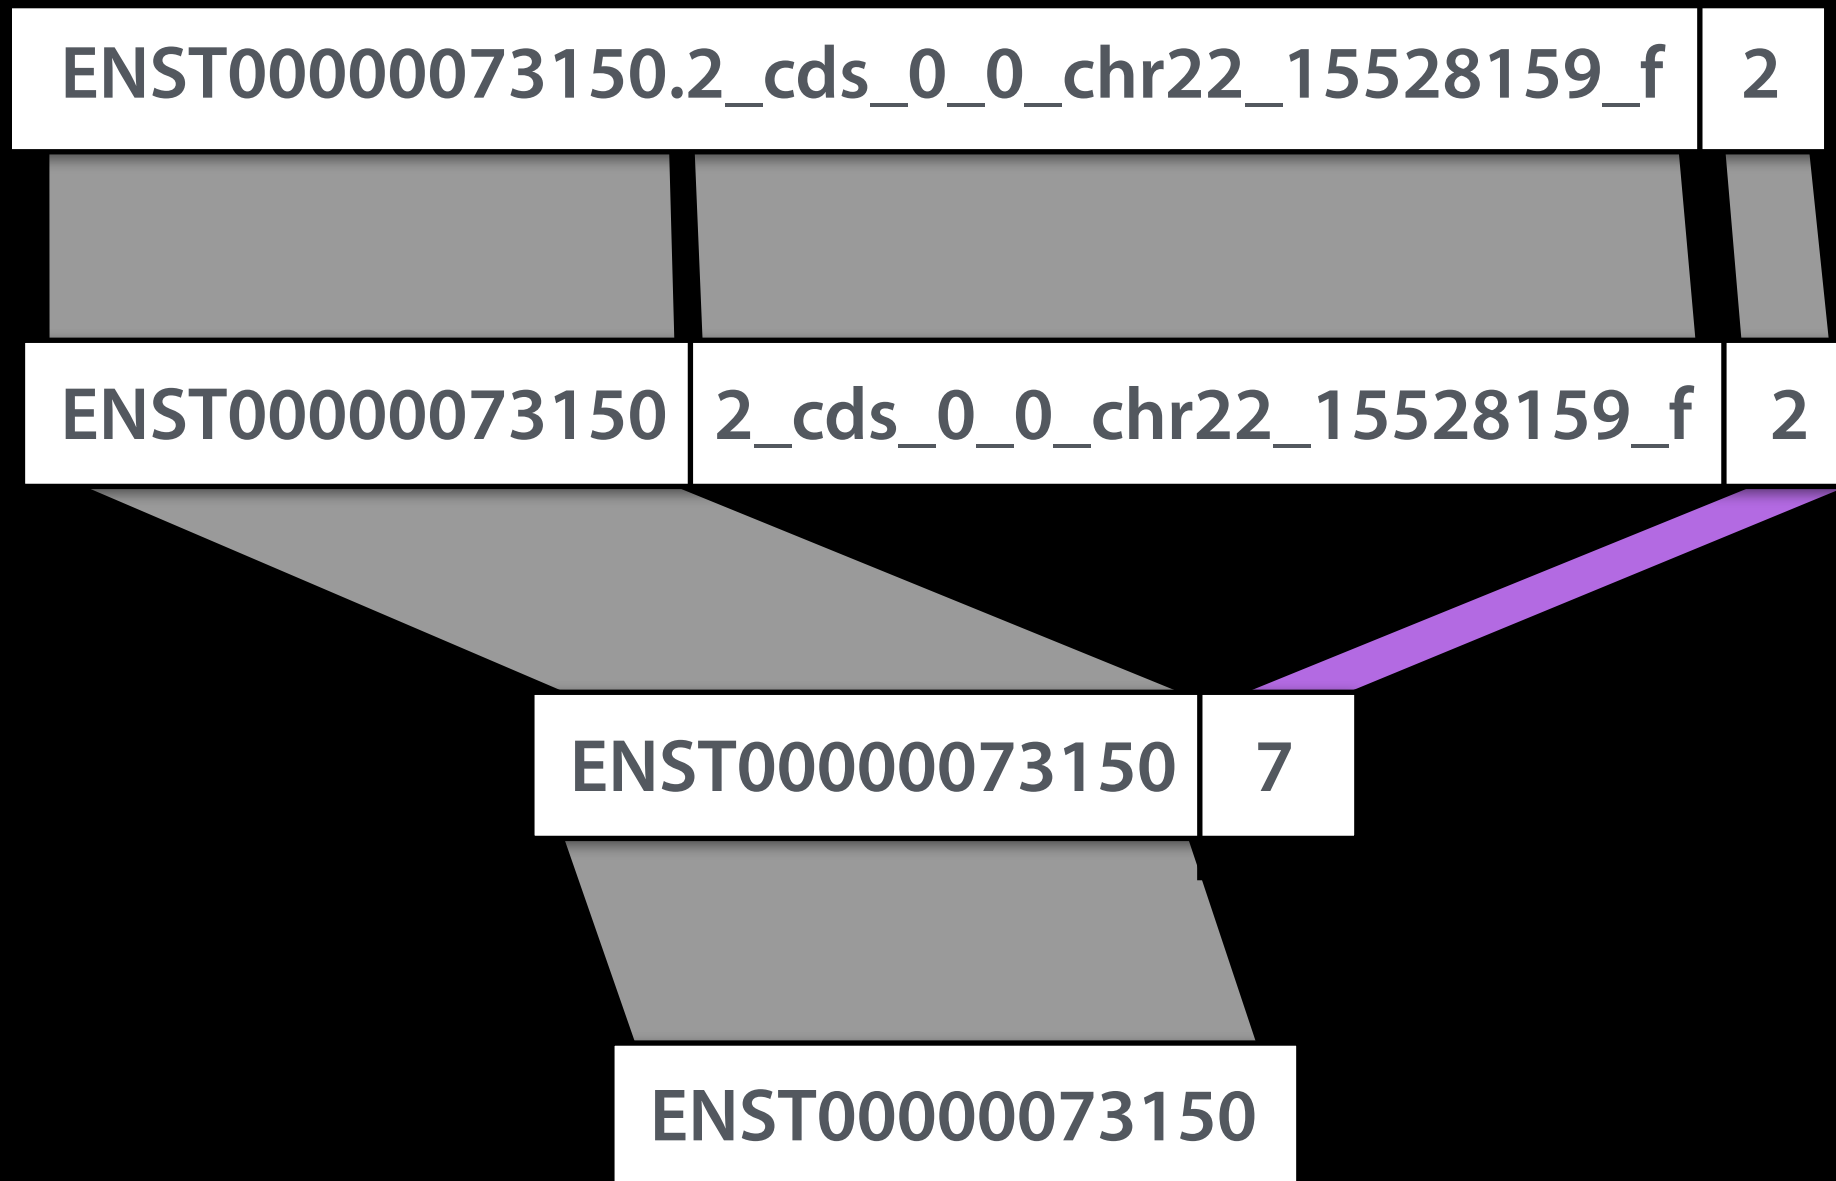 ENST00000073150.2_cds_0_0_chr22_15528159_f 2
ENST00000073150 2_cds_0_0_chr22_15528159_f 2
ENST00000073150 7
ENST00000073150